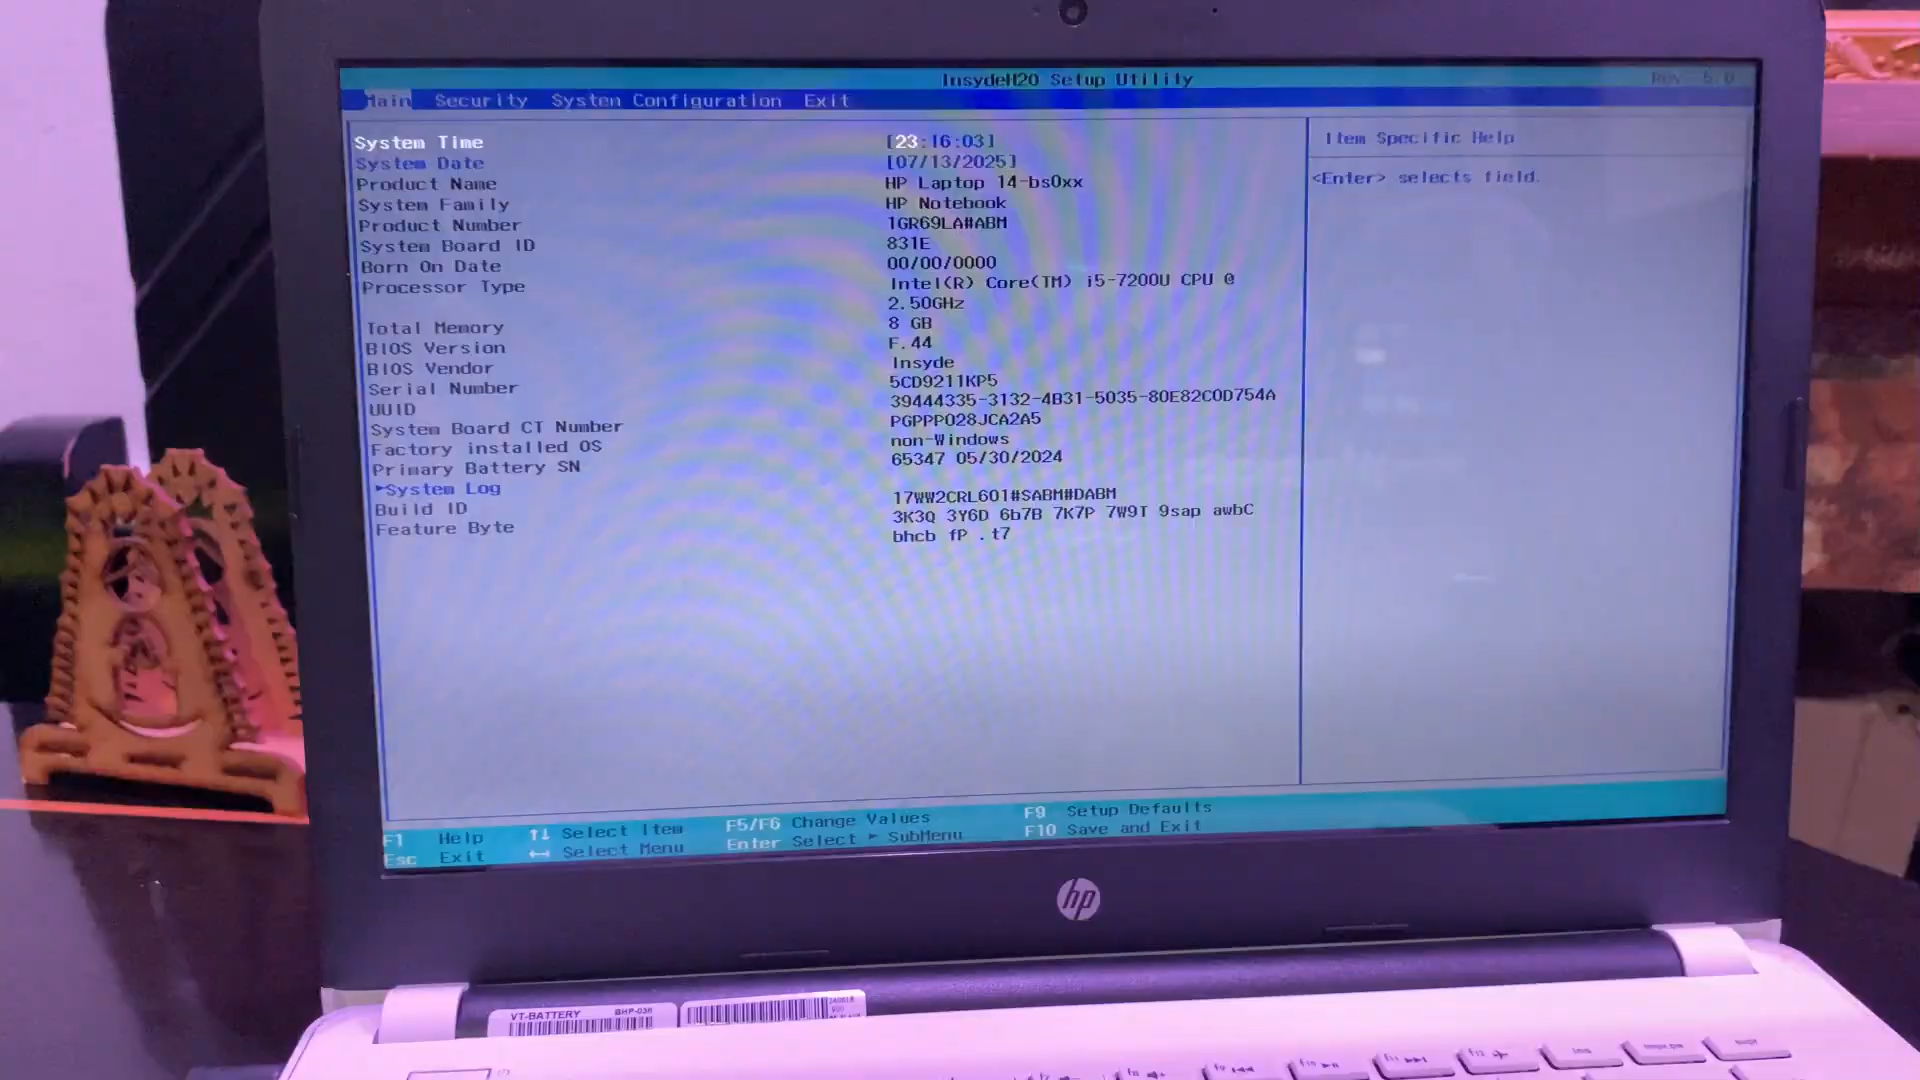 InsydeH20 Setup Utility Rev. 5.0
Main Security System Configuration Exit
System Time [23:16:03]
System Date [07/13/2025]
Product Name HP Laptop 14-bs0xx
System Family HP Notebook
Product Number 1GR69LA#ABM
System Board ID 831E
Born On Date 00/00/0000
Processor Type Intel(R) Core(TM) i5-7200U CPU @
2.50GHz
Total Memory 8 GB
BIOS Version F.44
BIOS Vendor Insyde
Serial Number 5CD9211KP5
UUID 39444335-3132-4B31-5035-80E82C0D754A
System Board CT Number PGPPP028JCA2A5
Factory installed OS non-Windows
Primary Battery SN 65347 05/30/2024
►System Log
Build ID 17WW2CRL601#SABM#DABM
Feature Byte 3K3Q 3Y6D 6b7B 7K7P 7W9T 9sap awbC
bhcb fP .t7
Item Specific Help
<Enter> selects field.
F1 Help ↑↓ Select Item F5/F6 Change Values F9 Setup Defaults
Esc Exit ↔ Select Menu Enter Select ► SubMenu F10 Save and Exit
hp
VT-BATTERY BHP-036